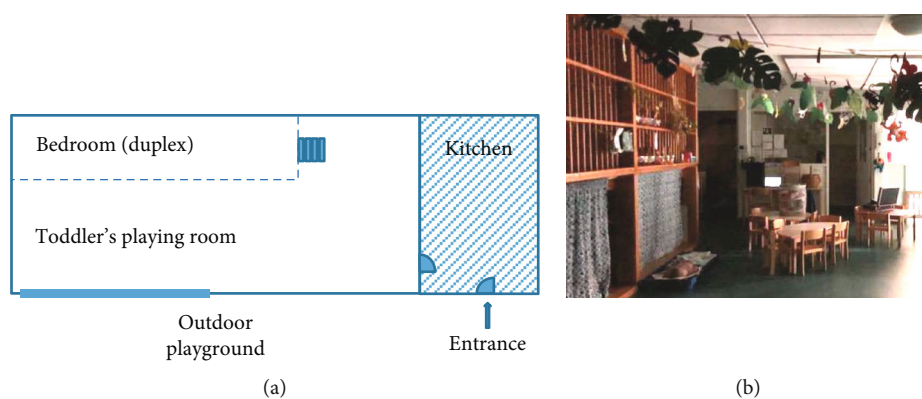 Bedroom (duplex)
Kitchen
Toddler's playing room
Outdoor
playground
Entrance
(a)
(b)